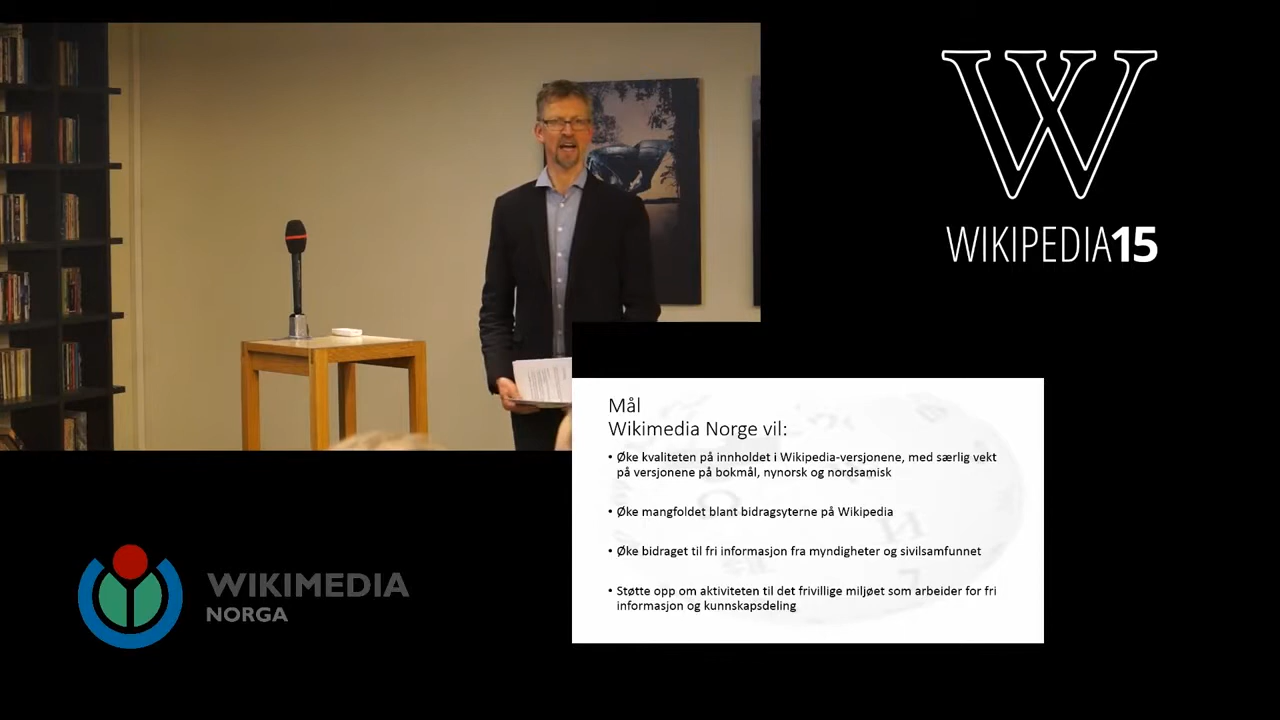 W
WIKIPEDIA15
Mål
Wikimedia Norge vil:
• Øke kvaliteten på innholdet i Wikipedia-versjonene, med særlig vekt
på versjonene på bokmål, nynorsk og nordsamisk
• Øke mangfoldet blant bidragsyterne på Wikipedia
• Øke bidraget til fri informasjon fra myndigheter og sivilsamfunnet
• Støtte opp om aktiviteten til det frivillige miljøet som arbeider for fri
informasjon og kunnskapsdeling
WIKIMEDIA
NORGA